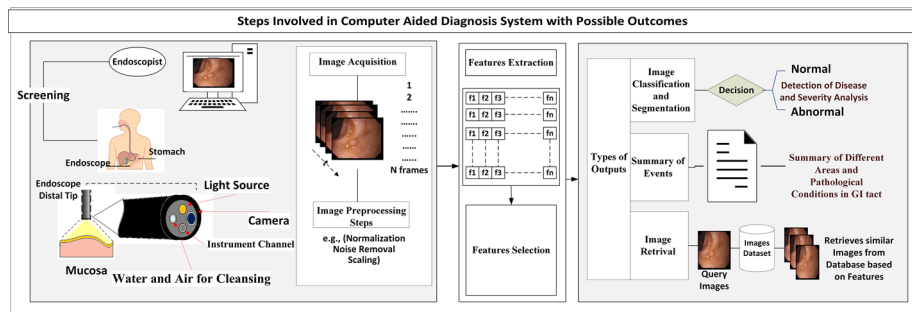 Steps Involved in Computer Aided Diagnosis System with Possible Outcomes
Endoscopist
Screening
Stomach
Endoscope
Endoscope
Distal Tip
Light Source
Camera
Instrument Channel
Mucosa
Water and Air for Cleansing
Image Acquisition
1
2
.......
.......
......
......
N frames
t
Image Preprocessing
Steps
e.g., (Normalization
Noise Removal
Scaling)
Features Extraction
f1 f2 f3 fn
f1 f2 f3 fn
f1 f2 f3 fn
f1 f2 f3 fn
Features Selection
Types of
Outputs
Image
Classification
and
Segmentation
Decision
Normal
Detection of Disease
and Severity Analysis
Abnormal
Summary of
Events
Summary of Different
Areas and
Pathological
Conditions in GI tact
Image
Retrival
Query
Images
Images
Dataset
Retrieves similar
Images from
Database based
on Features